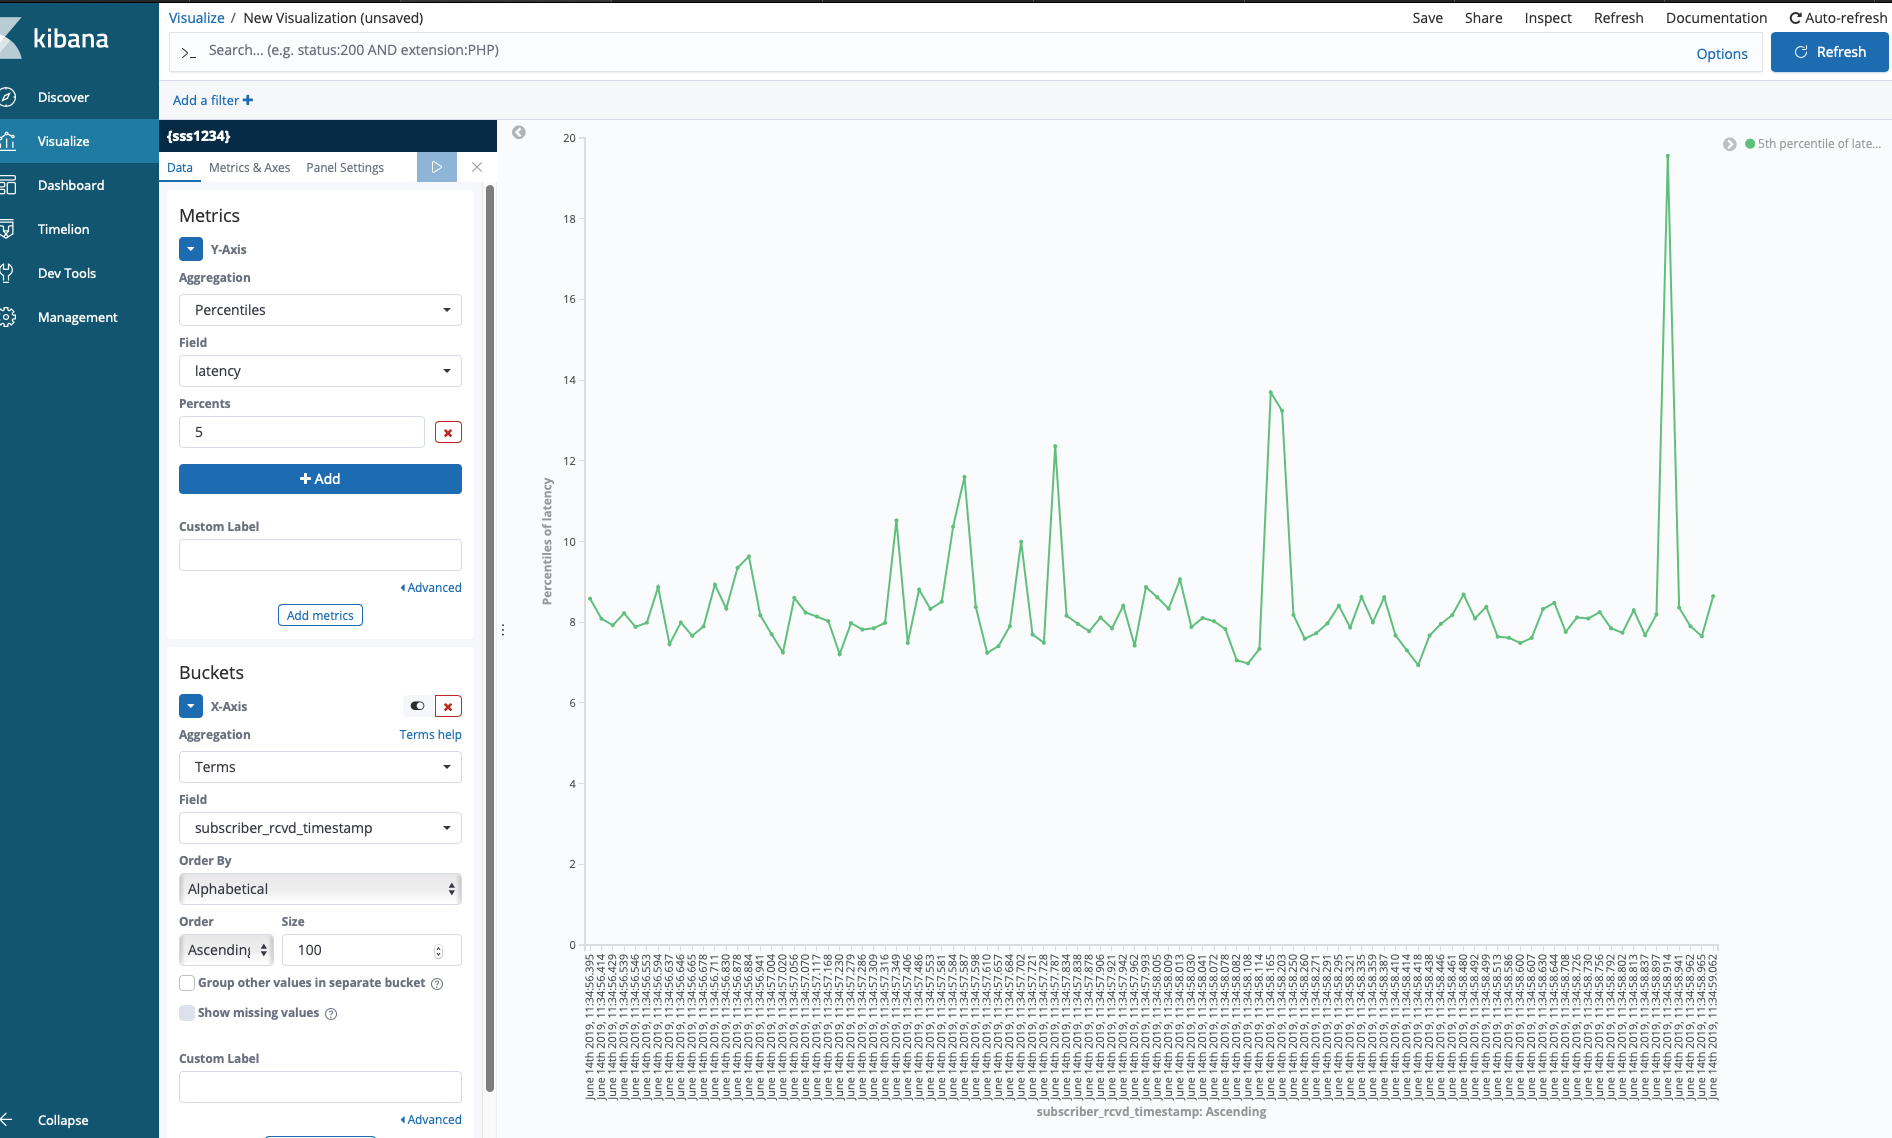 kibana
Discover
Visualize
Dashboard
Timelion
Dev Tools
Management
Collapse
Visualize / New Visualization (unsaved)
Save Share Inspect Refresh Documentation Auto-refresh
>_ Search... (e.g. status:200 AND extension:PHP) Options Refresh
Add a filter +
{sss1234}
Data Metrics & Axes Panel Settings
Metrics
Y-Axis
Aggregation
Percentiles
Field
latency
Percents
5
+ Add
Custom Label
Advanced
Add metrics
Buckets
X-Axis
Aggregation Terms help
Terms
Field
subscriber_rcvd_timestamp
Order By
Alphabetical
Order Size
Ascending 100
Group other values in separate bucket
Show missing values
Custom Label
Advanced
5th percentile of late...
Percentiles of latency
20
18
16
14
12
10
8
6
4
2
0
June 14th 2019, 11:34:56.395
June 14th 2019, 11:34:56.414
June 14th 2019, 11:34:56.429
June 14th 2019, 11:34:56.539
June 14th 2019, 11:34:56.546
June 14th 2019, 11:34:56.553
June 14th 2019, 11:34:56.594
June 14th 2019, 11:34:56.637
June 14th 2019, 11:34:56.646
June 14th 2019, 11:34:56.665
June 14th 2019, 11:34:56.678
June 14th 2019, 11:34:56.711
June 14th 2019, 11:34:56.830
June 14th 2019, 11:34:56.878
June 14th 2019, 11:34:56.884
June 14th 2019, 11:34:56.941
June 14th 2019, 11:34:57.004
June 14th 2019, 11:34:57.020
June 14th 2019, 11:34:57.056
June 14th 2019, 11:34:57.070
June 14th 2019, 11:34:57.117
June 14th 2019, 11:34:57.168
June 14th 2019, 11:34:57.230
June 14th 2019, 11:34:57.279
June 14th 2019, 11:34:57.286
June 14th 2019, 11:34:57.309
June 14th 2019, 11:34:57.316
June 14th 2019, 11:34:57.349
June 14th 2019, 11:34:57.406
June 14th 2019, 11:34:57.486
June 14th 2019, 11:34:57.553
June 14th 2019, 11:34:57.581
June 14th 2019, 11:34:57.584
June 14th 2019, 11:34:57.587
June 14th 2019, 11:34:57.598
June 14th 2019, 11:34:57.610
June 14th 2019, 11:34:57.657
June 14th 2019, 11:34:57.684
June 14th 2019, 11:34:57.702
June 14th 2019, 11:34:57.721
June 14th 2019, 11:34:57.728
June 14th 2019, 11:34:57.787
June 14th 2019, 11:34:57.834
June 14th 2019, 11:34:57.838
June 14th 2019, 11:34:57.878
June 14th 2019, 11:34:57.906
June 14th 2019, 11:34:57.921
June 14th 2019, 11:34:57.942
June 14th 2019, 11:34:57.962
June 14th 2019, 11:34:57.993
June 14th 2019, 11:34:58.005
June 14th 2019, 11:34:58.009
June 14th 2019, 11:34:58.013
June 14th 2019, 11:34:58.030
June 14th 2019, 11:34:58.041
June 14th 2019, 11:34:58.072
June 14th 2019, 11:34:58.078
June 14th 2019, 11:34:58.082
June 14th 2019, 11:34:58.108
June 14th 2019, 11:34:58.114
June 14th 2019, 11:34:58.165
June 14th 2019, 11:34:58.203
June 14th 2019, 11:34:58.250
June 14th 2019, 11:34:58.260
June 14th 2019, 11:34:58.271
June 14th 2019, 11:34:58.291
June 14th 2019, 11:34:58.295
June 14th 2019, 11:34:58.321
June 14th 2019, 11:34:58.335
June 14th 2019, 11:34:58.359
June 14th 2019, 11:34:58.387
June 14th 2019, 11:34:58.410
June 14th 2019, 11:34:58.414
June 14th 2019, 11:34:58.418
June 14th 2019, 11:34:58.438
June 14th 2019, 11:34:58.446
June 14th 2019, 11:34:58.461
June 14th 2019, 11:34:58.480
June 14th 2019, 11:34:58.492
June 14th 2019, 11:34:58.499
June 14th 2019, 11:34:58.513
June 14th 2019, 11:34:58.586
June 14th 2019, 11:34:58.600
June 14th 2019, 11:34:58.607
June 14th 2019, 11:34:58.639
June 14th 2019, 11:34:58.644
June 14th 2019, 11:34:58.708
June 14th 2019, 11:34:58.726
June 14th 2019, 11:34:58.730
June 14th 2019, 11:34:58.756
June 14th 2019, 11:34:58.792
June 14th 2019, 11:34:58.802
June 14th 2019, 11:34:58.813
June 14th 2019, 11:34:58.837
June 14th 2019, 11:34:58.897
June 14th 2019, 11:34:58.914
June 14th 2019, 11:34:58.941
June 14th 2019, 11:34:58.962
June 14th 2019, 11:34:58.965
June 14th 2019, 11:34:59.062
subscriber_rcvd_timestamp: Ascending